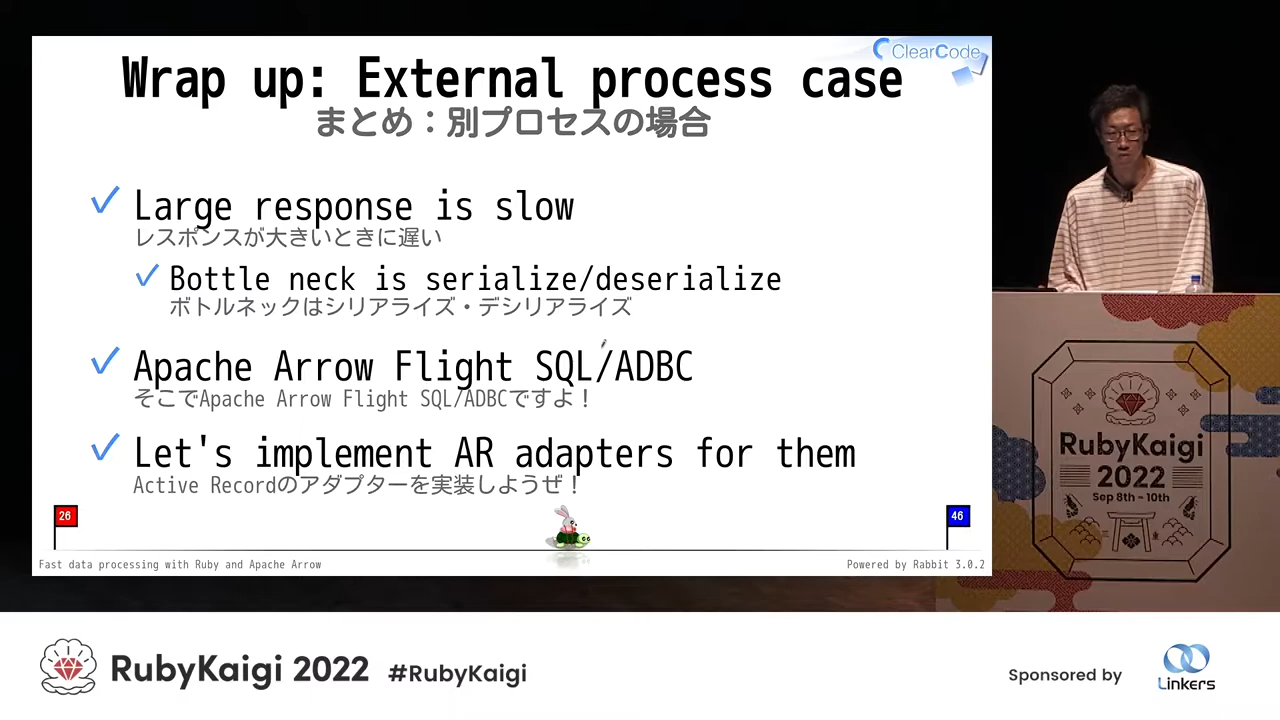 ClearCode
Wrap up: External process case
まとめ：別プロセスの場合
Large response is slow
レスポンスが大きいときに遅い
Bottle neck is serialize/deserialize
ボトルネックはシリアライズ・デシリアライズ
Apache Arrow Flight SQL/ADBC
そこでApache Arrow Flight SQL/ADBCですよ！
Let's implement AR adapters for them
Active Recordのアダプターを実装しようぜ！
26
46
Fast data processing with Ruby and Apache Arrow
Powered by Rabbit 3.0.2
RubyKaigi
2022
Sep 8th - 10th
RubyKaigi 2022 #RubyKaigi
Sponsored by
Linkers